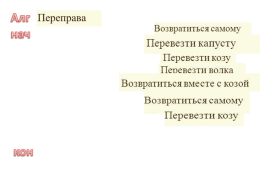 Алг Переправа
нач
Возвратиться самому
Перевезти капусту
Перевезти козу
Перевезти волка
Возвратиться вместе с козой
Возвратиться самому
Перевезти козу
кон